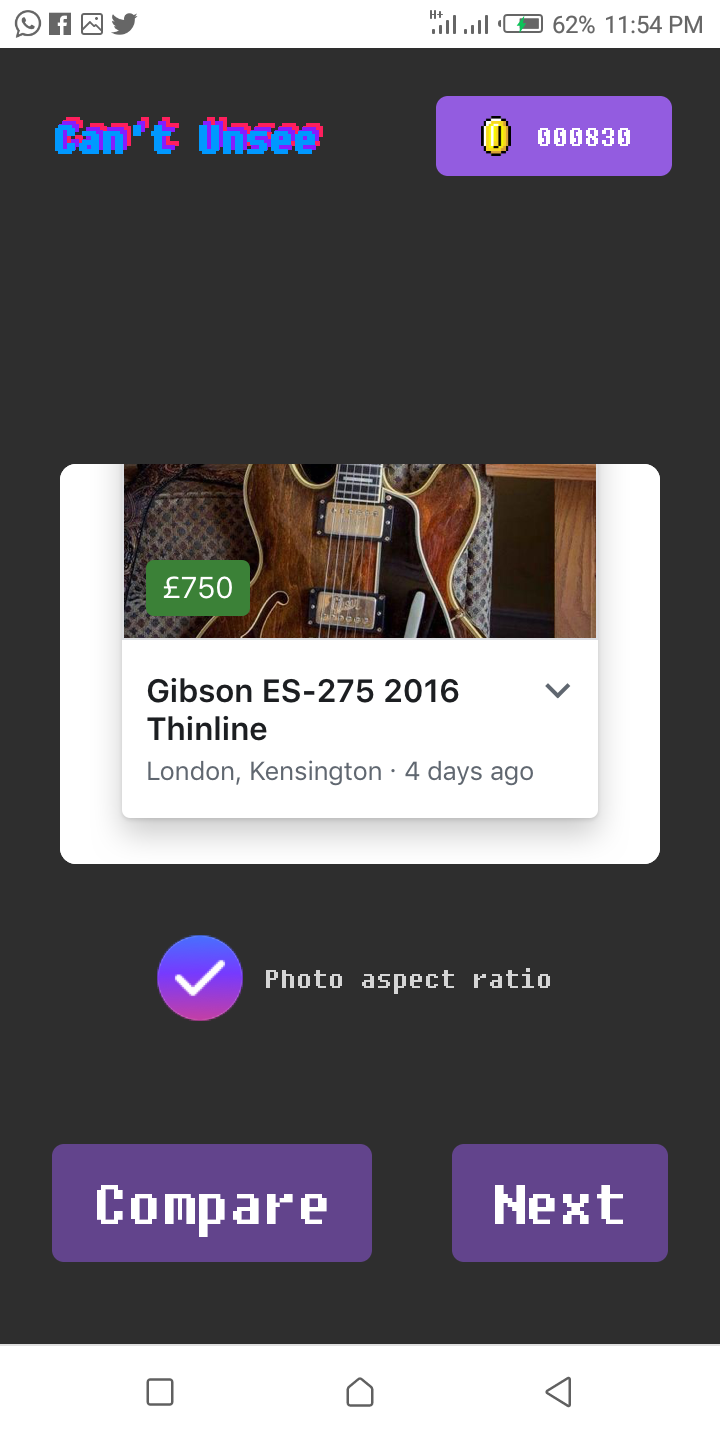 H+ 62% 11:54 PM
Can't Unsee
000830
£750
Gibson ES-275 2016
Thinline
London, Kensington · 4 days ago
Photo aspect ratio
Compare
Next